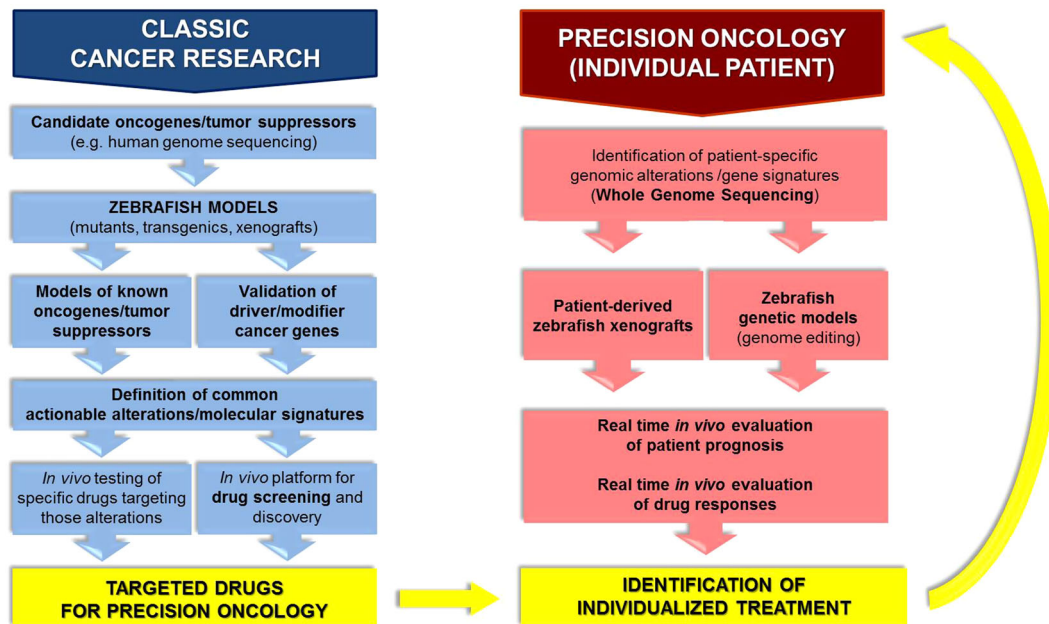 CLASSIC
CANCER RESEARCH
Candidate oncogenes/tumor suppressors
(e.g. human genome sequencing)
ZEBRAFISH MODELS
(mutants, transgenics, xenografts)
Models of known
oncogenes/tumor
suppressors
Validation of
driver/modifier
cancer genes
Definition of common
actionable alterations/molecular signatures
In vivo testing of
specific drugs targeting
those alterations
In vivo platform for
drug screening and
discovery
TARGETED DRUGS
FOR PRECISION ONCOLOGY
PRECISION ONCOLOGY
(INDIVIDUAL PATIENT)
Identification of patient-specific
genomic alterations /gene signatures
(Whole Genome Sequencing)
Patient-derived
zebrafish xenografts
Zebrafish
genetic models
(genome editing)
Real time in vivo evaluation
of patient prognosis
Real time in vivo evaluation
of drug responses
IDENTIFICATION OF
INDIVIDUALIZED TREATMENT